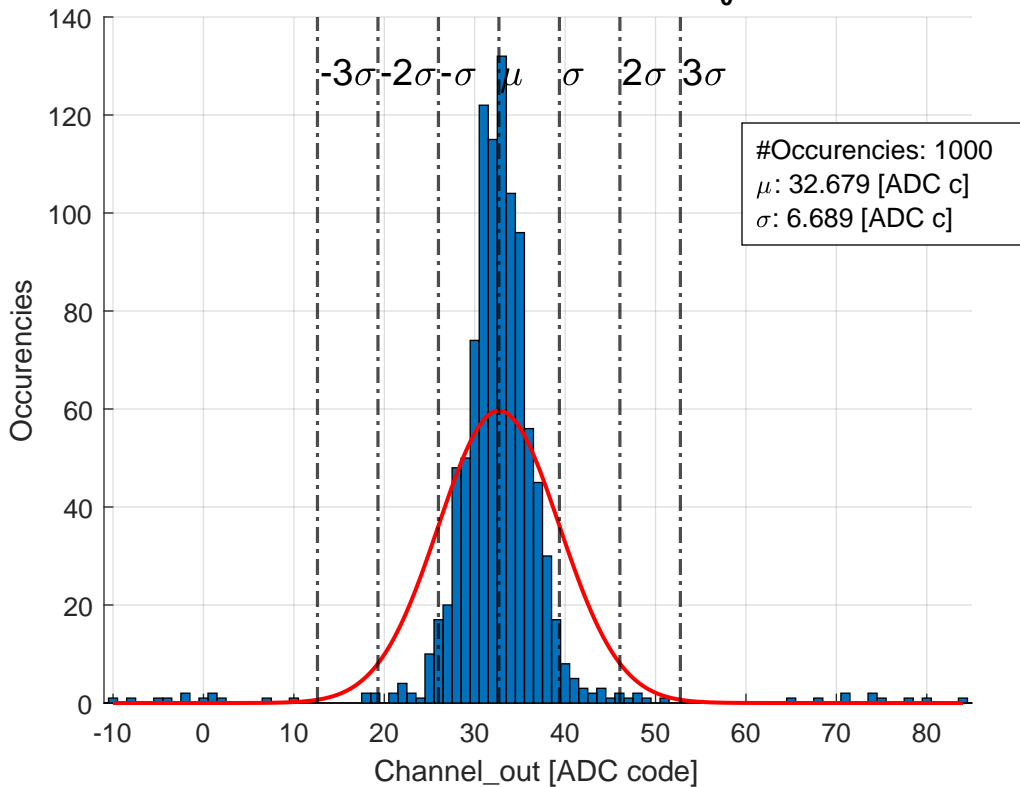 0
140
120
100
80
60
40
20
0
Occurencies
-3σ -2σ -σ μ σ 2σ 3σ
#Occurencies: 1000
μ: 32.679 [ADC c]
σ: 6.689 [ADC c]
-10 0 10 20 30 40 50 60 70 80
Channel_out [ADC code]